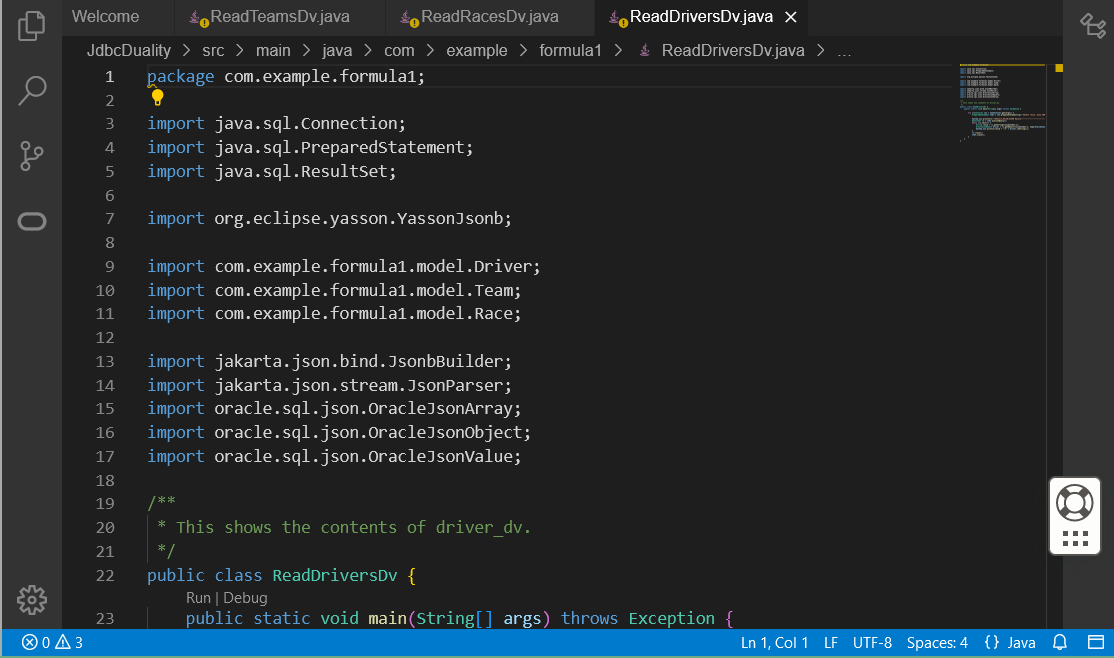 Welcome ReadTeamsDv.java ReadRacesDv.java ReadDriversDv.java
JdbcDuality > src > main > java > com > example > formula1 > ReadDriversDv.java > …
1 package com.example.formula1;
2
3 import java.sql.Connection;
4 import java.sql.PreparedStatement;
5 import java.sql.ResultSet;
6
7 import org.eclipse.yasson.YassonJsonb;
8
9 import com.example.formula1.model.Driver;
10 import com.example.formula1.model.Team;
11 import com.example.formula1.model.Race;
12
13 import jakarta.json.bind.JsonbBuilder;
14 import jakarta.json.stream.JsonParser;
15 import oracle.sql.json.OracleJsonArray;
16 import oracle.sql.json.OracleJsonObject;
17 import oracle.sql.json.OracleJsonValue;
18
19 /**
20 * This shows the contents of driver_dv.
21 */
22 public class ReadDriversDv {
Run | Debug
23 public static void main(String[] args) throws Exception {
0 3 Ln 1, Col 1 LF UTF-8 Spaces: 4 {} Java